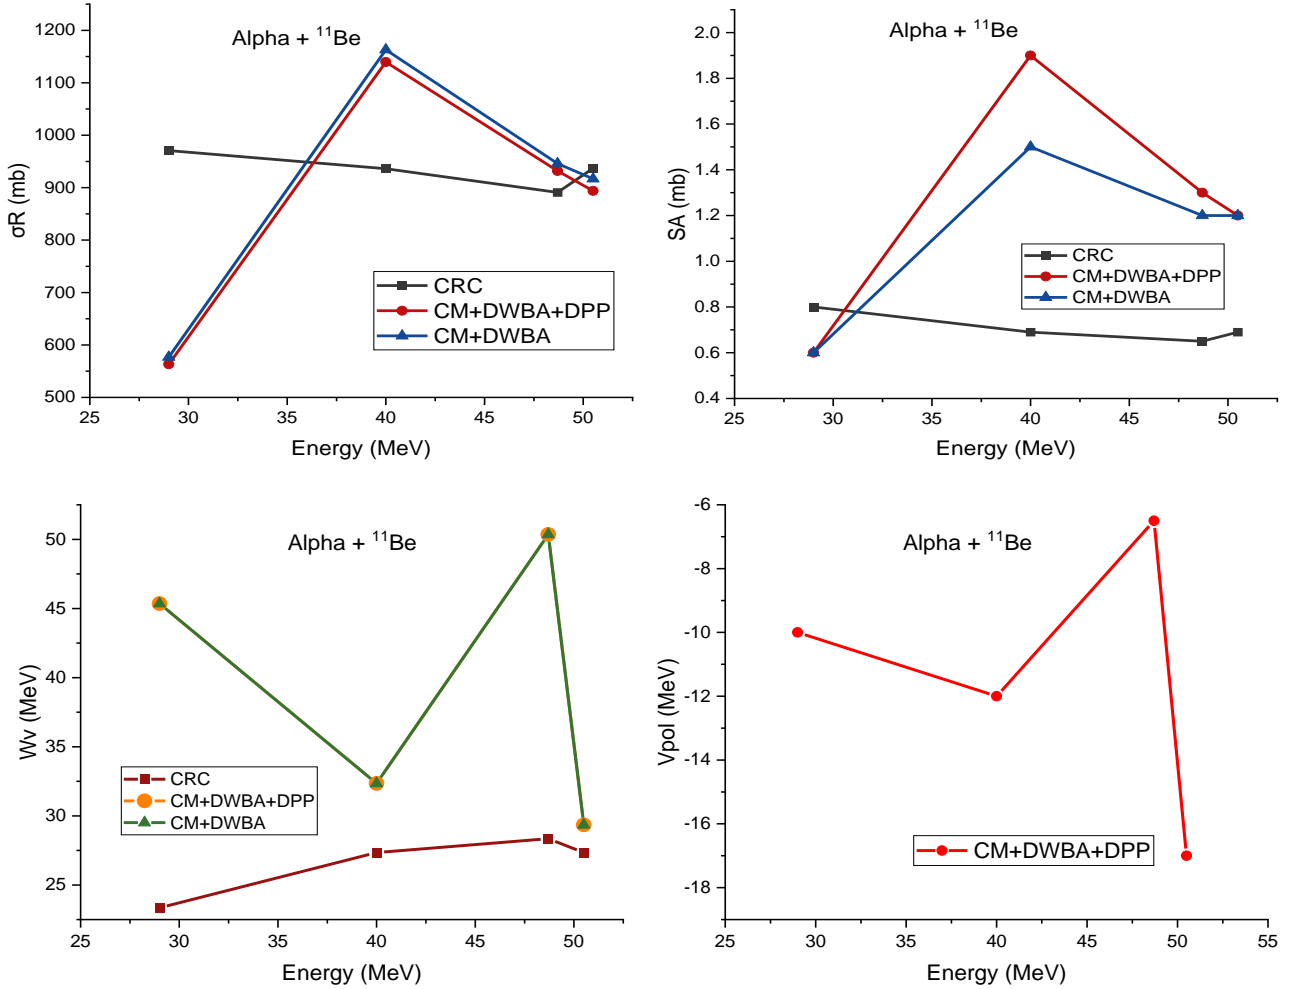 Alpha + ¹¹Be
1200
1100
1000
900
800
700
600
500
σR (mb)
CRC
CM+DWBA+DPP
CM+DWBA
25 30 35 40 45 50
Energy (MeV)
Alpha + ¹¹Be
2.0
1.8
1.6
1.4
1.2
1.0
0.8
0.6
0.4
SA (mb)
CRC
CM+DWBA+DPP
CM+DWBA
25 30 35 40 45 50
Energy (MeV)
Alpha + ¹¹Be
50
45
40
35
30
25
Wv (MeV)
CRC
CM+DWBA+DPP
CM+DWBA
25 30 35 40 45 50
Energy (MeV)
Alpha + ¹¹Be
-6
-8
-10
-12
-14
-16
-18
Vpol (MeV)
CM+DWBA+DPP
25 30 35 40 45 50 55
Energy (MeV)